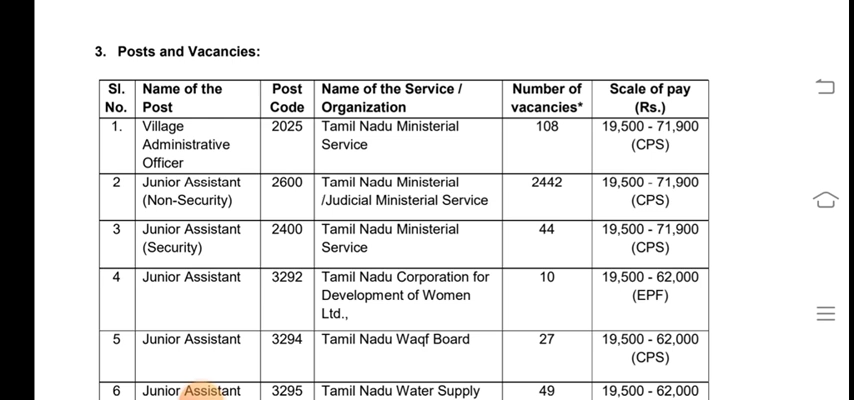 3. Posts and Vacancies:
Sl. No. | Name of the Post | Post Code | Name of the Service / Organization | Number of vacancies* | Scale of pay (Rs.)
1. | Village Administrative Officer | 2025 | Tamil Nadu Ministerial Service | 108 | 19,500 - 71,900 (CPS)
2 | Junior Assistant (Non-Security) | 2600 | Tamil Nadu Ministerial /Judicial Ministerial Service | 2442 | 19,500 - 71,900 (CPS)
3 | Junior Assistant (Security) | 2400 | Tamil Nadu Ministerial Service | 44 | 19,500 - 71,900 (CPS)
4 | Junior Assistant | 3292 | Tamil Nadu Corporation for Development of Women Ltd., | 10 | 19,500 - 62,000 (EPF)
5 | Junior Assistant | 3294 | Tamil Nadu Waqf Board | 27 | 19,500 - 62,000 (CPS)
6 | Junior Assistant | 3295 | Tamil Nadu Water Supply | 49 | 19,500 - 62,000